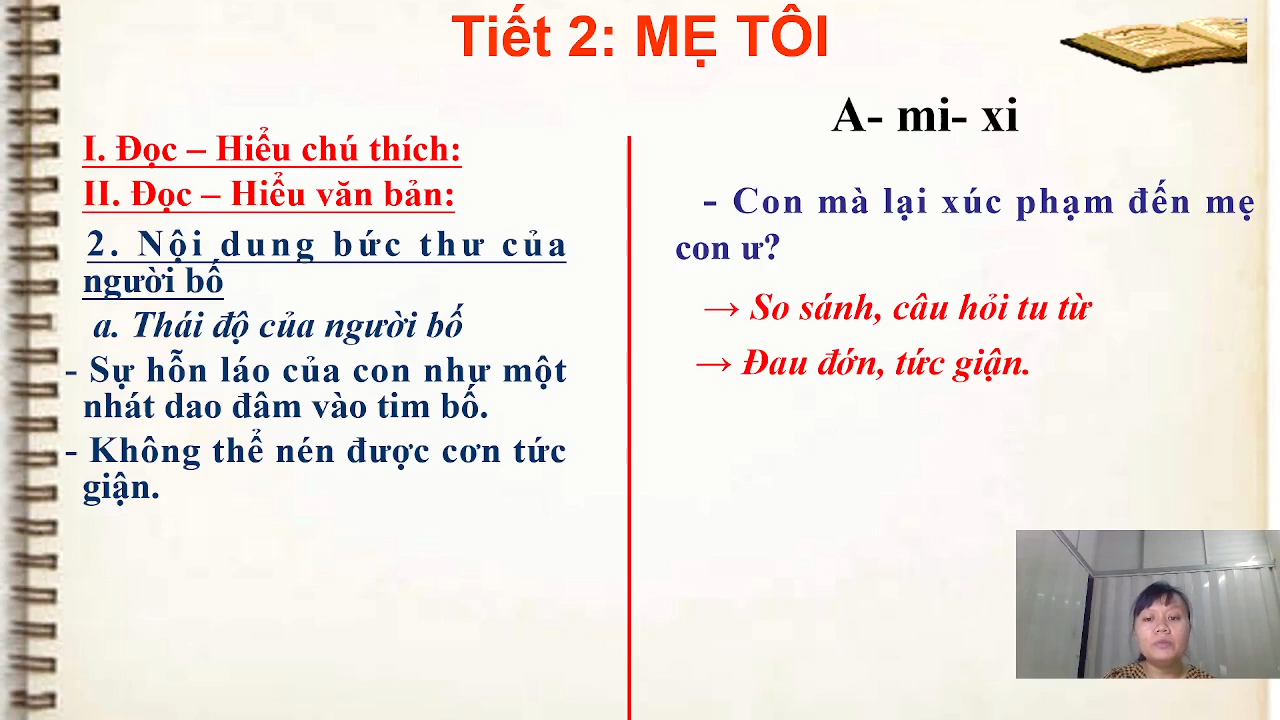 Tiết 2: MẸ TÔI
A- mi- xi
I. Đọc – Hiểu chú thích:
II. Đọc – Hiểu văn bản:
2. Nội dung bức thư của
người bố
a. Thái độ của người bố
- Sự hỗn láo của con như một
nhát dao đâm vào tim bố.
- Không thể nén được cơn tức
giận.
- Con mà lại xúc phạm đến mẹ
con ư?
→ So sánh, câu hỏi tu từ
→ Đau đớn, tức giận.